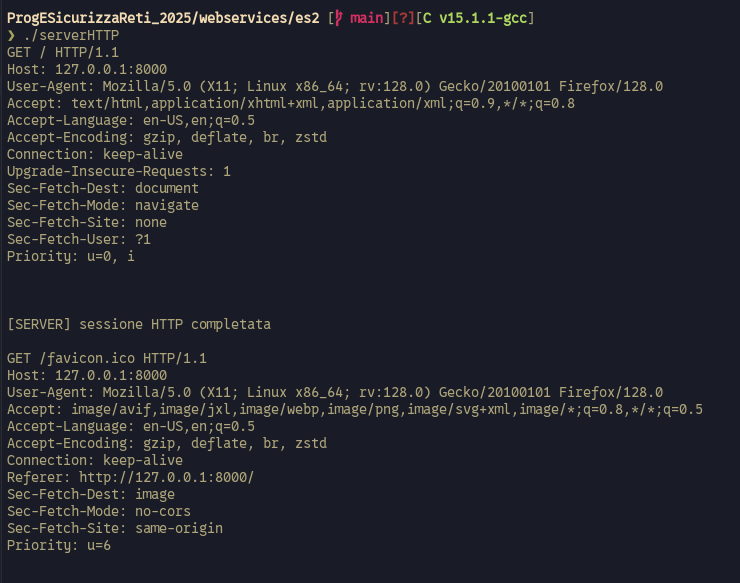 ProgESicurizzaReti_2025/webservices/es2 [ main][?][C v15.1.1-gcc]
❯ ./serverHTTP
GET / HTTP/1.1
Host: 127.0.0.1:8000
User-Agent: Mozilla/5.0 (X11; Linux x86_64; rv:128.0) Gecko/20100101 Firefox/128.0
Accept: text/html,application/xhtml+xml,application/xml;q=0.9,*/*;q=0.8
Accept-Language: en-US,en;q=0.5
Accept-Encoding: gzip, deflate, br, zstd
Connection: keep-alive
Upgrade-Insecure-Requests: 1
Sec-Fetch-Dest: document
Sec-Fetch-Mode: navigate
Sec-Fetch-Site: none
Sec-Fetch-User: ?1
Priority: u=0, i
[SERVER] sessione HTTP completata
GET /favicon.ico HTTP/1.1
Host: 127.0.0.1:8000
User-Agent: Mozilla/5.0 (X11; Linux x86_64; rv:128.0) Gecko/20100101 Firefox/128.0
Accept: image/avif,image/jxl,image/webp,image/png,image/svg+xml,image/*;q=0.8,*/*;q=0.5
Accept-Language: en-US,en;q=0.5
Accept-Encoding: gzip, deflate, br, zstd
Connection: keep-alive
Referer: http://127.0.0.1:8000/
Sec-Fetch-Dest: image
Sec-Fetch-Mode: no-cors
Sec-Fetch-Site: same-origin
Priority: u=6